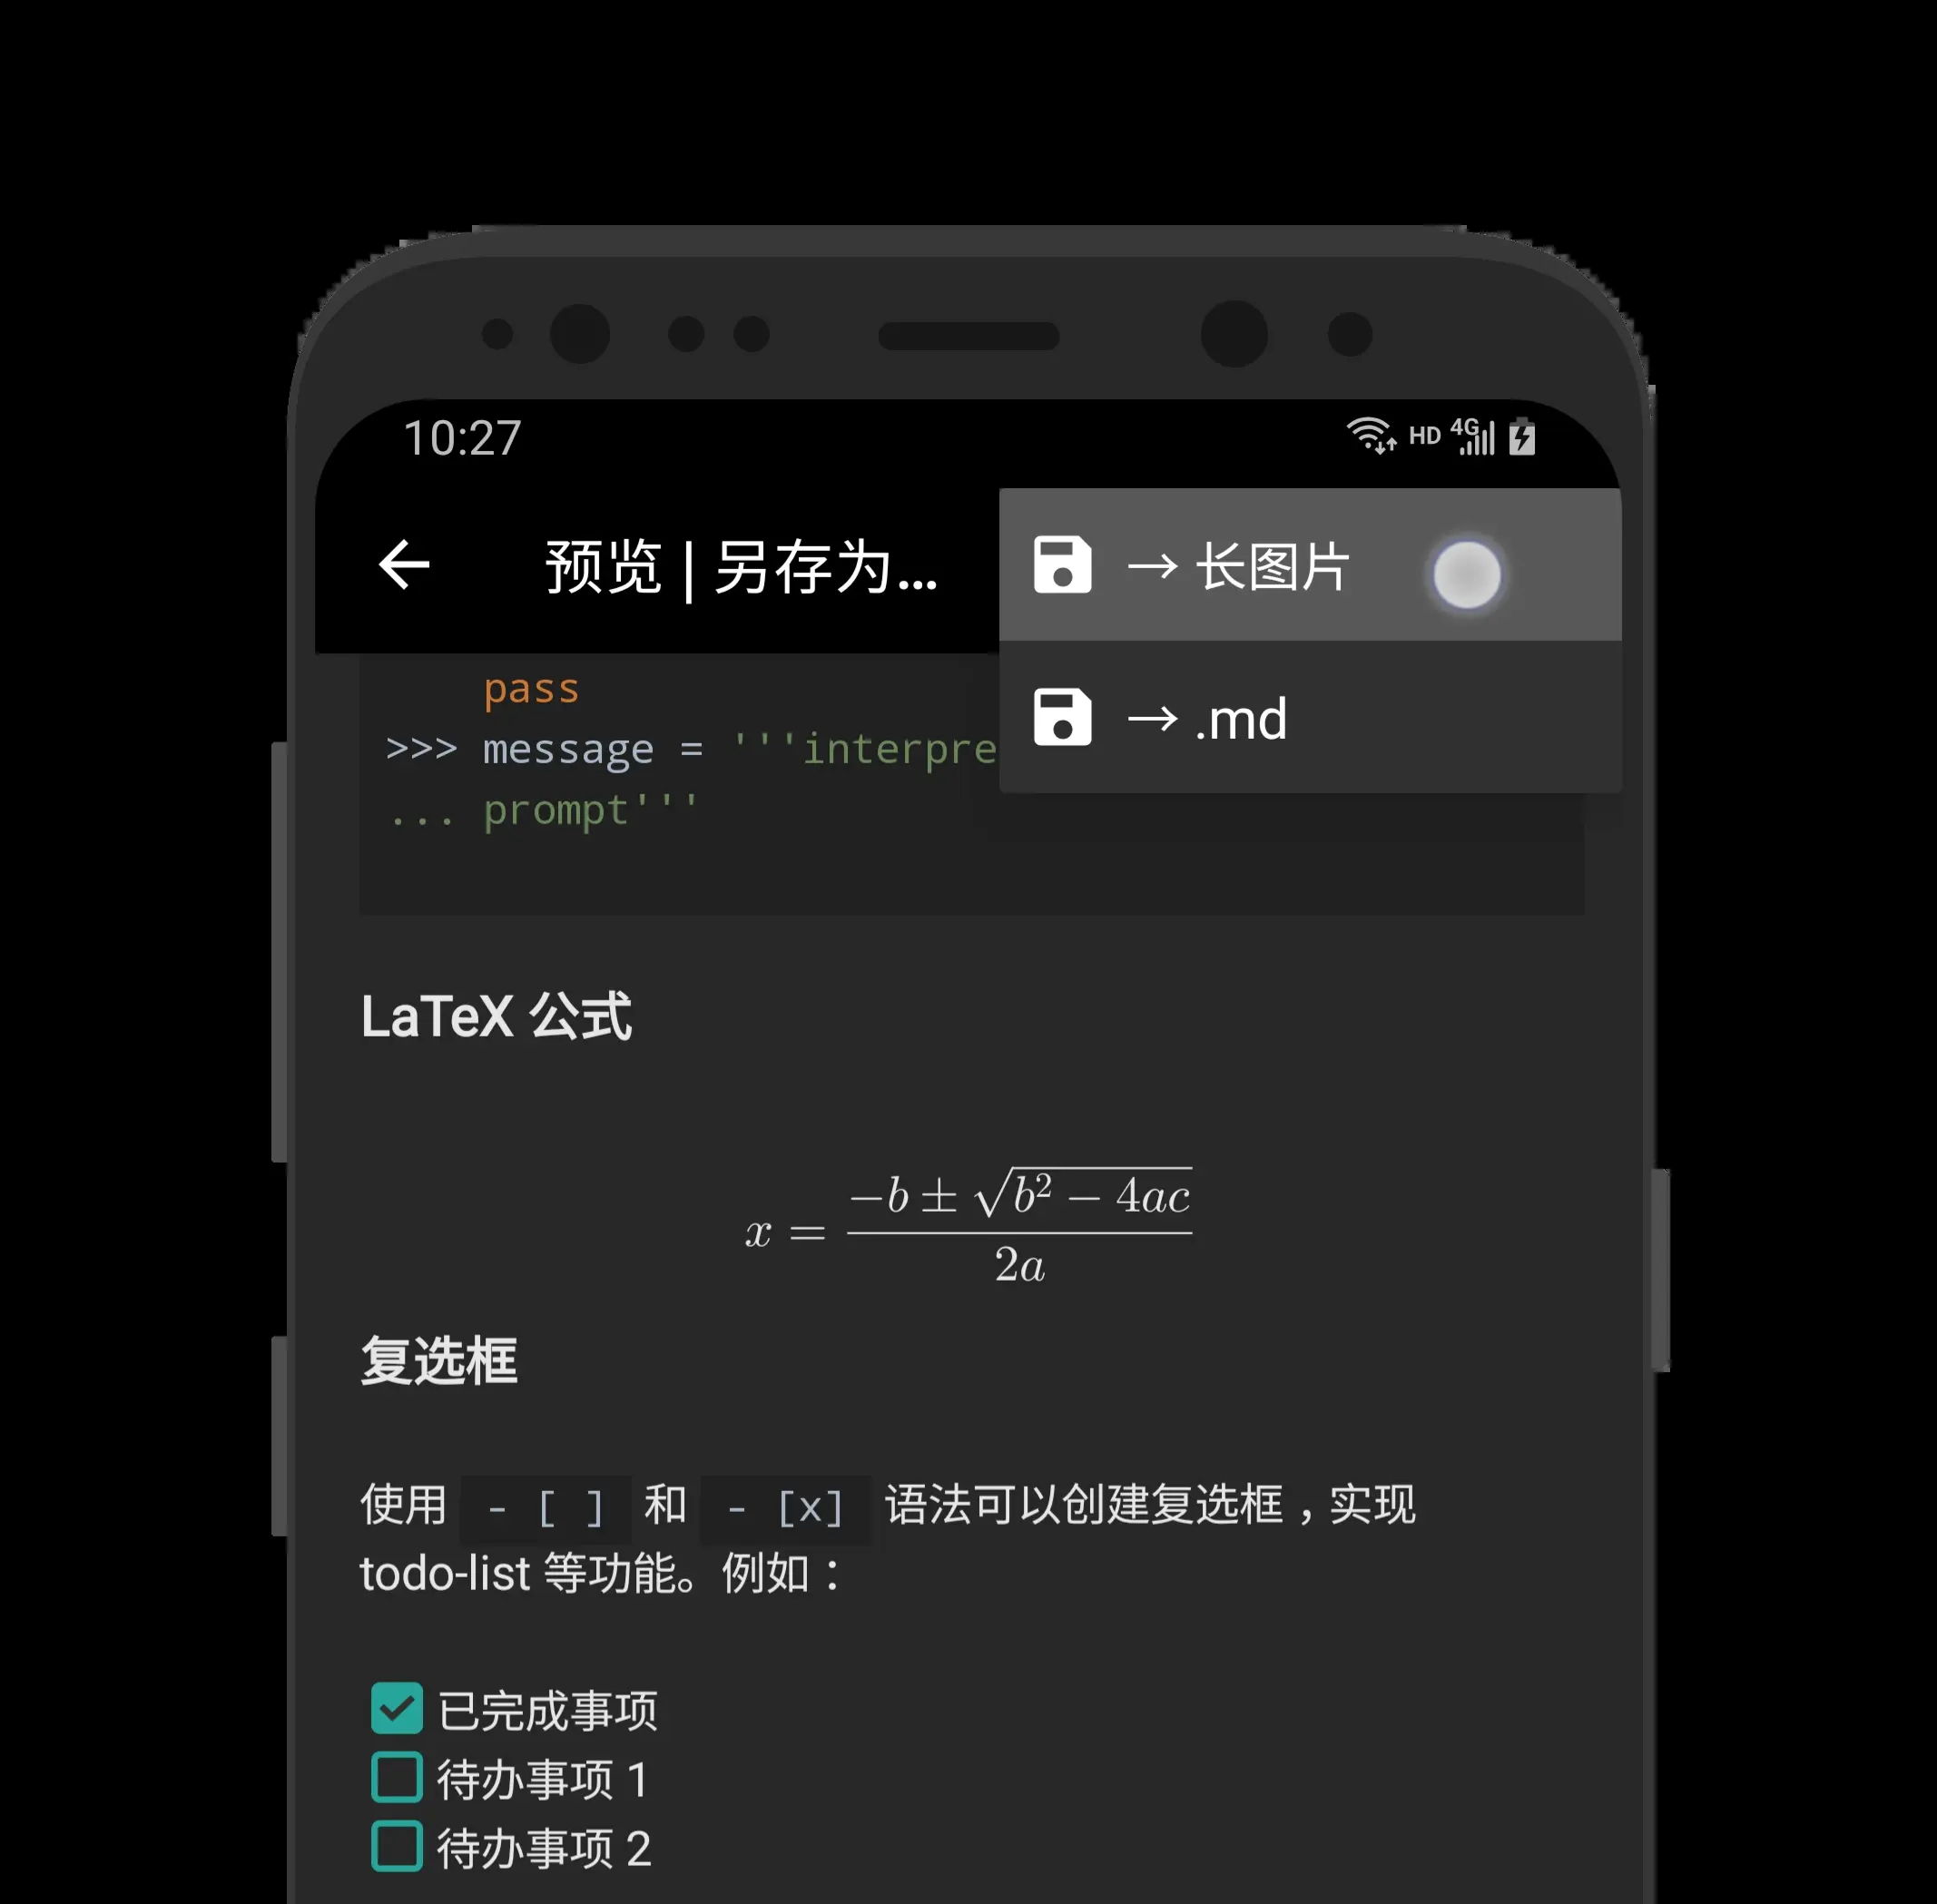 10:27 HD 4G
预览 | 另存为...
→ 长图片
→ .md
pass
>>> message = '''interpre
... prompt'''
LaTeX 公式
x = \frac{-b ± \sqrt{b^2 - 4ac}}{2a}
复选框
使用 - [ ] 和 - [x] 语法可以创建复选框，实现
todo-list 等功能。例如：
已完成事项
待办事项 1
待办事项 2